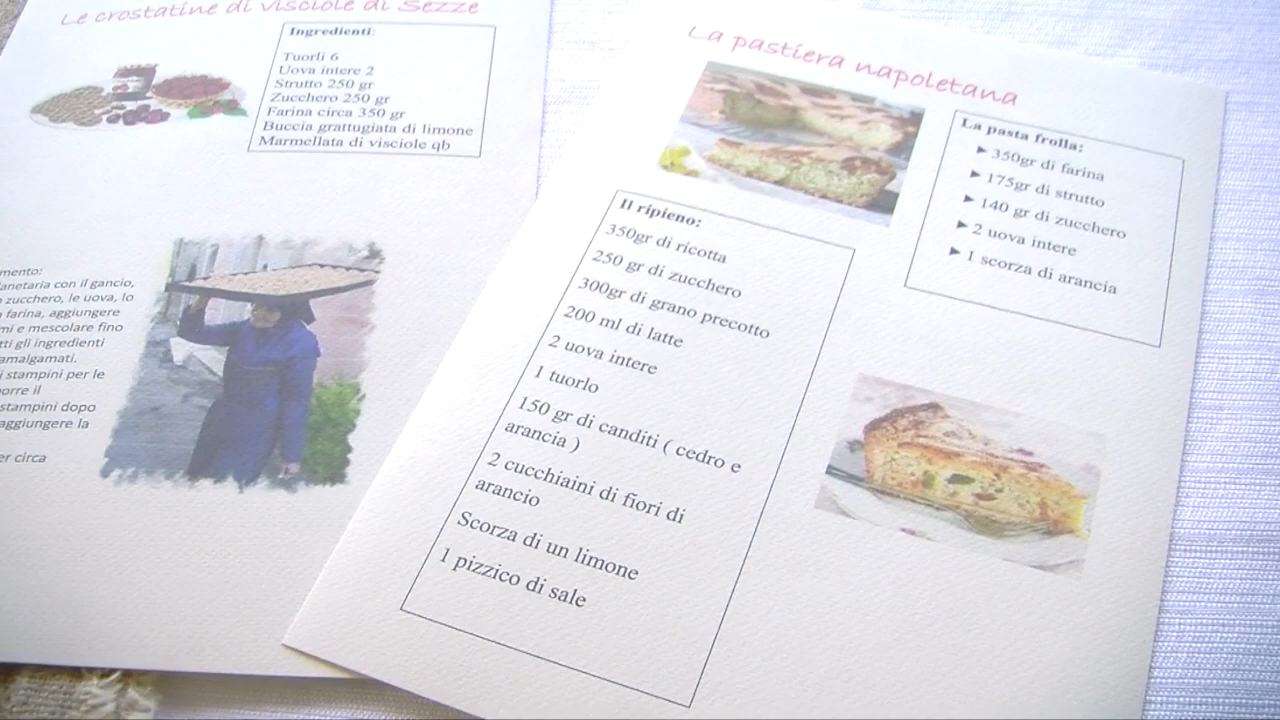 Le crostatine di visciole di Sezze
Ingredienti:
Tuorli 6
Uova intere 2
Strutto 250 gr
Zucchero 250 gr
Farina circa 350 gr
Buccia grattugiata di limone
Marmellata di visciole qb
mento:
lanetaria con il gancio,
zucchero, le uova, lo
farina, aggiungere
mi e mescolare fino
tti gli ingredienti
amalgamati.
i stampini per le
orre il
stampini dopo
aggiungere la
er circa
La pastiera napoletana
La pasta frolla:
► 350gr di farina
► 175gr di strutto
► 140 gr di zucchero
► 2 uova intere
► 1 scorza di arancia
Il ripieno:
350gr di ricotta
250 gr di zucchero
300gr di grano precotto
200 ml di latte
2 uova intere
1 tuorlo
150 gr di canditi ( cedro e
arancia )
2 cucchiaini di fiori di
arancio
Scorza di un limone
1 pizzico di sale